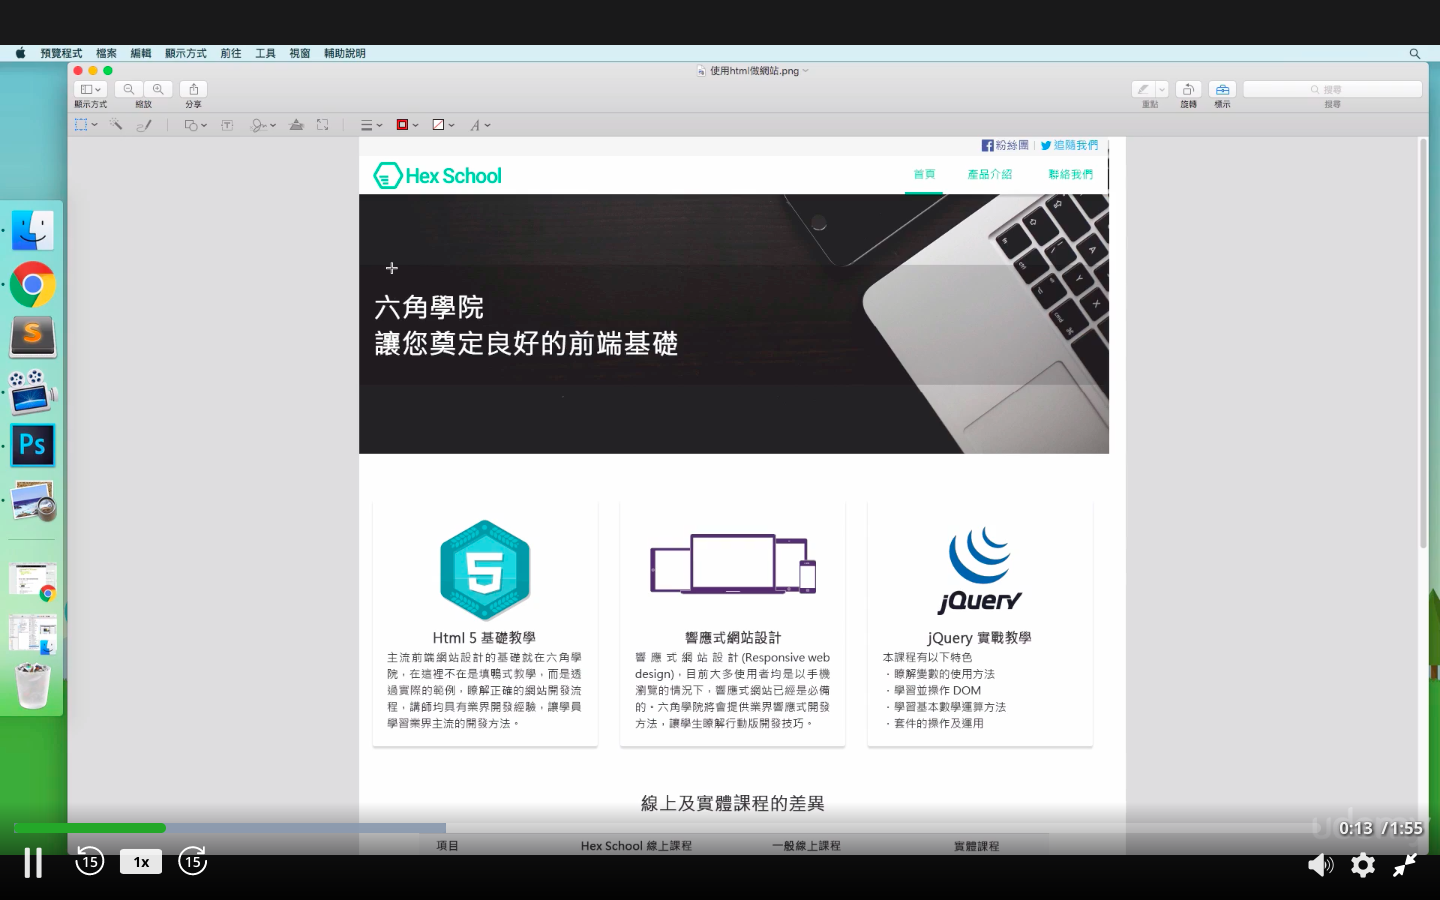 預覽程式 檔案 編輯 顯示方式 前往 工具 視窗 輔助說明
使用html做網站.png
顯示方式 縮放 分享 重點 旋轉 標示 搜尋
搜尋
粉絲團 | 追隨我們
Hex School
首頁 產品介紹 聯絡我們
六角學院
讓您奠定良好的前端基礎
5
Html 5 基礎教學
主流前端網站設計的基礎就在六角學
院，在這裡不在是填鴨式教學，而是透
過實際的範例，瞭解正確的網站開發流
程，講師均具有業界開發經驗，讓學員
學習業界主流的開發方法。
響應式網站設計
響應式網站設計(Responsive web
design)，目前大多使用者均是以手機
瀏覽的情況下，響應式網站已經是必備
的。六角學院將會提供業界響應式開發
方法，讓學生瞭解行動版開發技巧。
jQuery
jQuery 實戰教學
本課程有以下特色
· 瞭解變數的使用方法
· 學習並操作 DOM
· 學習基本數學運算方法
· 套件的操作及運用
線上及實體課程的差異
項目 Hex School 線上課程 一般線上課程 實體課程
S
Ps
udemy
0:13 / 1:55
15 1x 15